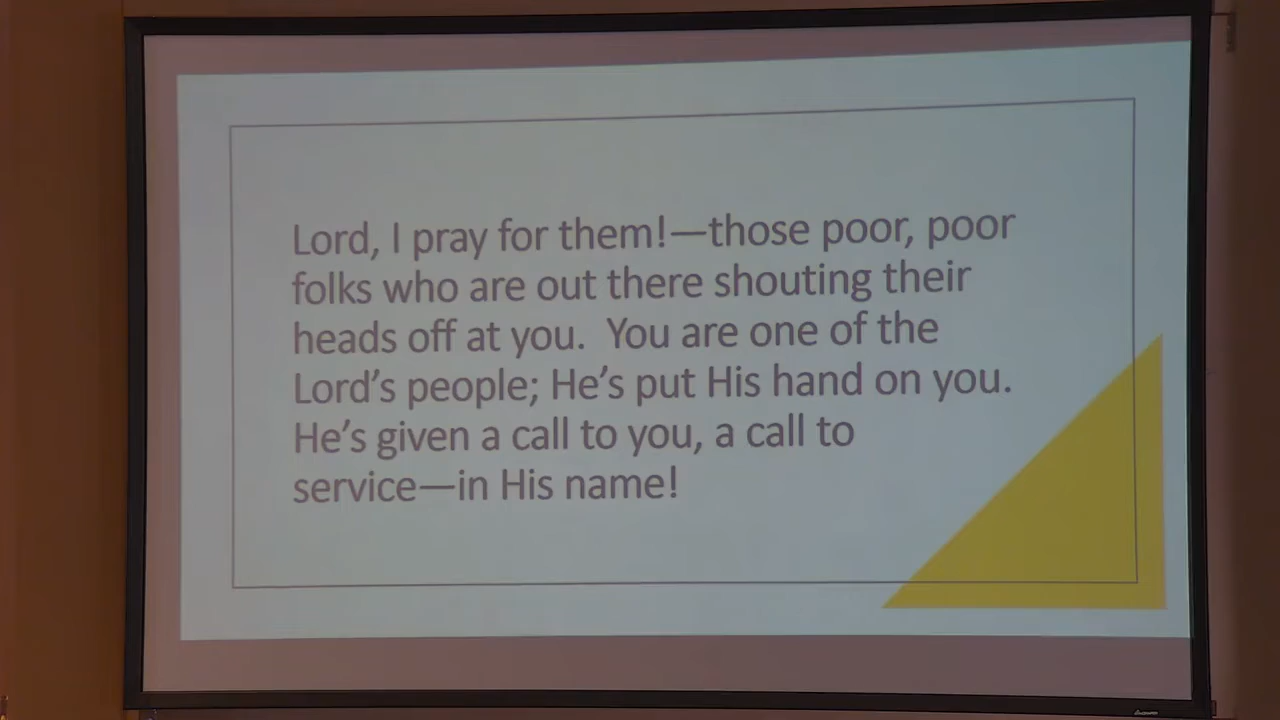 Lord, I pray for them!—those poor, poor
folks who are out there shouting their
heads off at you.  You are one of the
Lord's people; He's put His hand on you.
He's given a call to you, a call to
service—in His name!